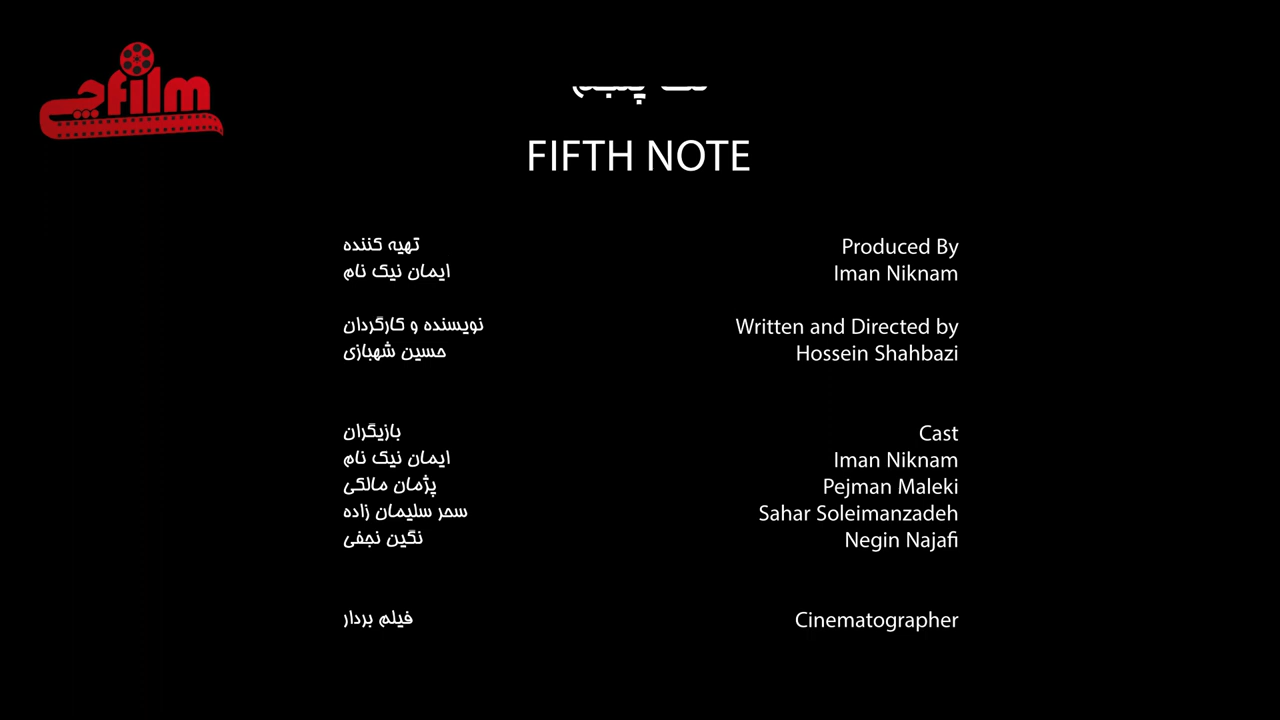 چیfilm
FIFTH NOTE
تهیه کننده
Produced By
ایمان نیک نام
Iman Niknam
نویسنده و کارگردان
Written and Directed by
حسین شهبازی
Hossein Shahbazi
بازیگران
Cast
ایمان نیک نام
Iman Niknam
پژمان مالکی
Pejman Maleki
سحر سلیمان زاده
Sahar Soleimanzadeh
نگین نجفی
Negin Najafi
فیلم بردار
Cinematographer